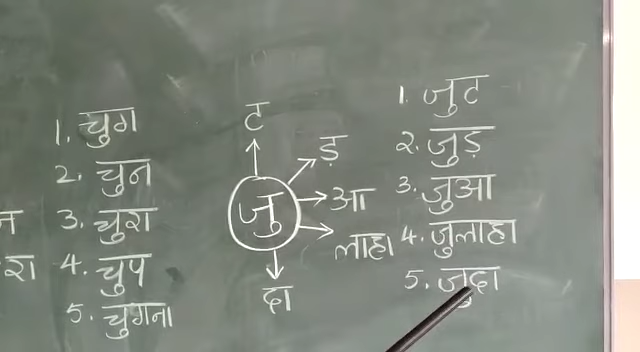 1. चुग
2. चुन
3. चुरा
4. चुप
5. चुगना
ट
ड़
जु
आ
लाहा
दा
1. जुट
2. जुड़
3. जुआ
4. जुलाहा
5. जुदा